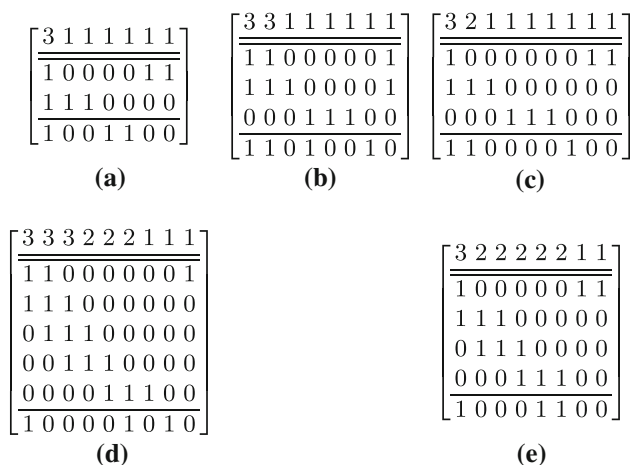 3 1 1 1 1 1 1
1 0 0 0 0 1 1
1 1 1 0 0 0 0
1 0 0 1 1 0 0
(a)
3 3 1 1 1 1 1 1
1 1 0 0 0 0 0 1
1 1 1 0 0 0 0 1
0 0 0 1 1 1 0 0
1 1 0 1 0 0 1 0
(b)
3 2 1 1 1 1 1 1 1
1 0 0 0 0 0 0 1 1
1 1 1 0 0 0 0 0 0
0 0 0 1 1 1 0 0 0
1 1 0 0 0 0 1 0 0
(c)
3 3 3 2 2 2 1 1 1
1 1 0 0 0 0 0 0 1
1 1 1 0 0 0 0 0 0
0 1 1 1 0 0 0 0 0
0 0 1 1 1 0 0 0 0
0 0 0 0 1 1 1 0 0
1 0 0 0 0 1 0 1 0
(d)
3 2 2 2 2 2 1 1
1 0 0 0 0 0 1 1
1 1 1 0 0 0 0 0
0 1 1 1 0 0 0 0
0 0 0 1 1 1 0 0
1 0 0 0 1 1 0 0
(e)